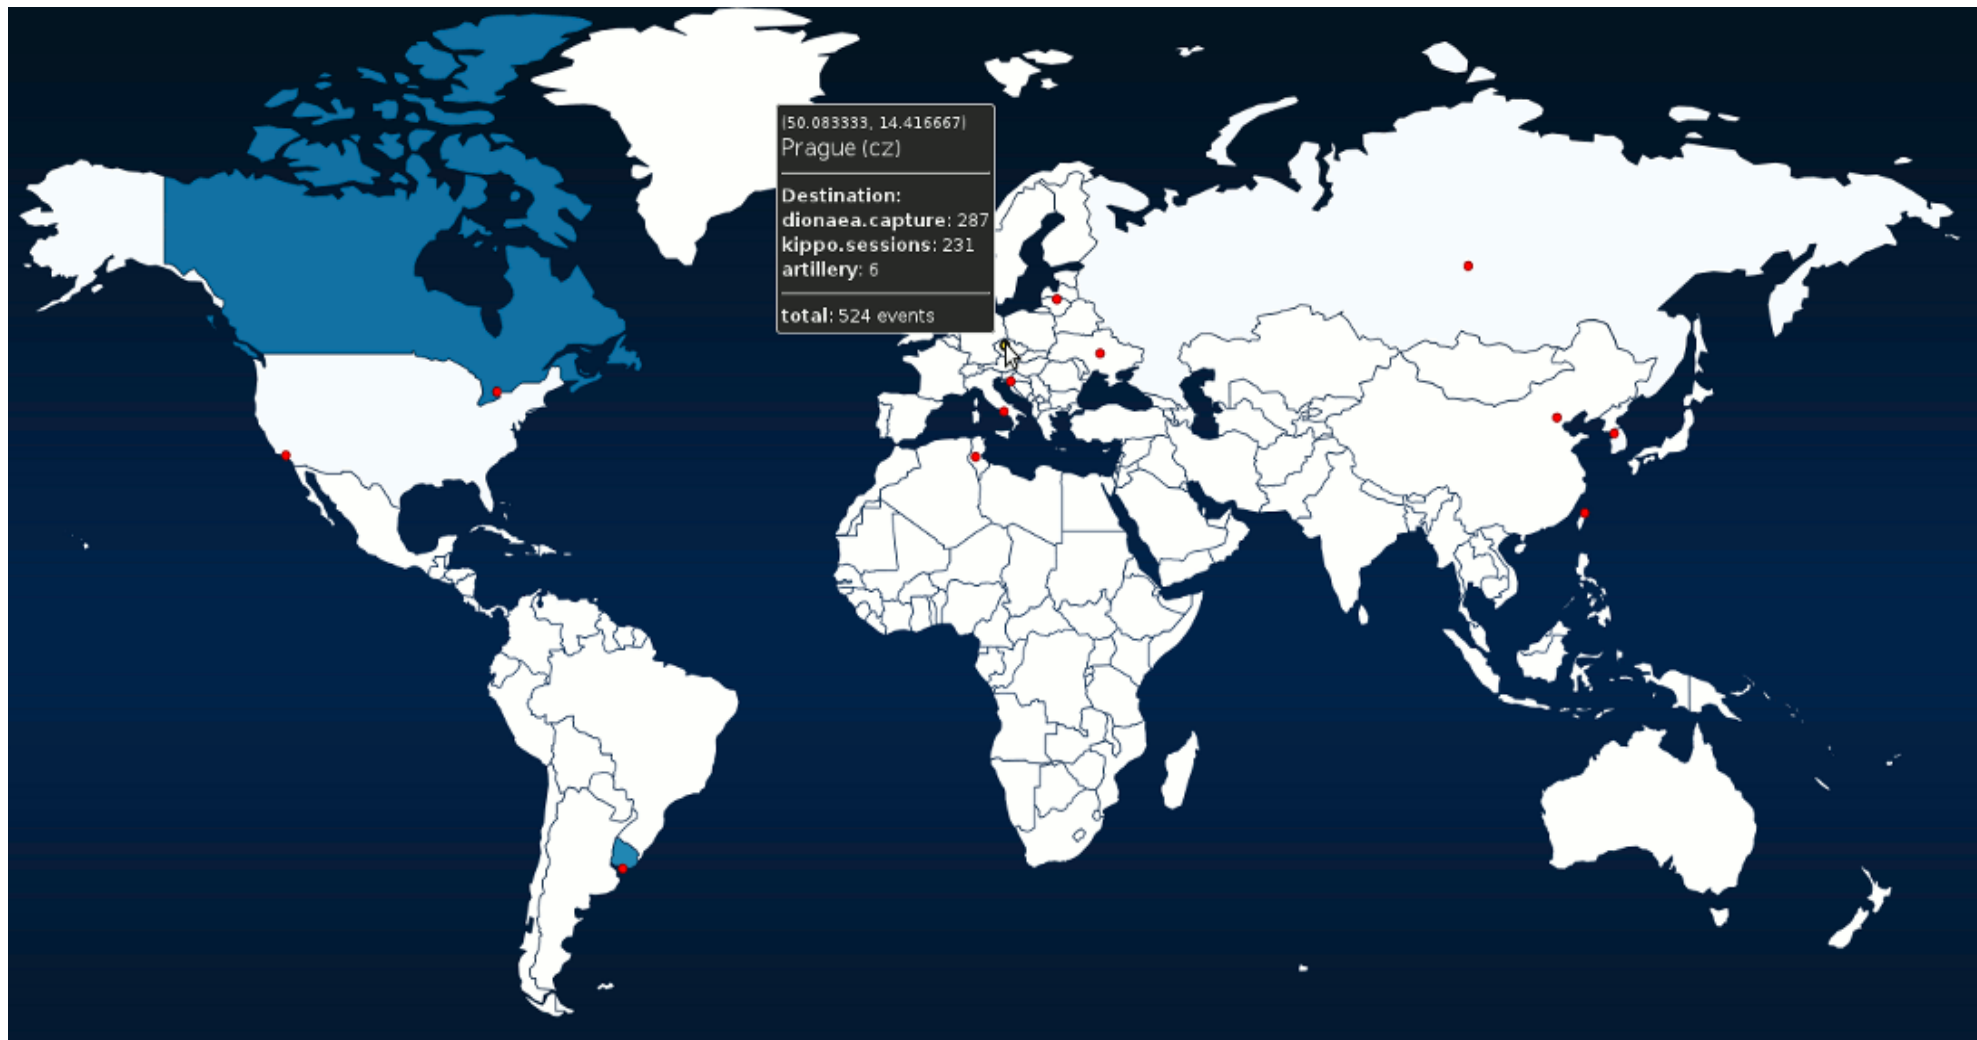 (50.083333, 14.416667)
Prague (cz)
Destination:
dionaea.capture: 287
kippo.sessions: 231
artillery: 6
total: 524 events